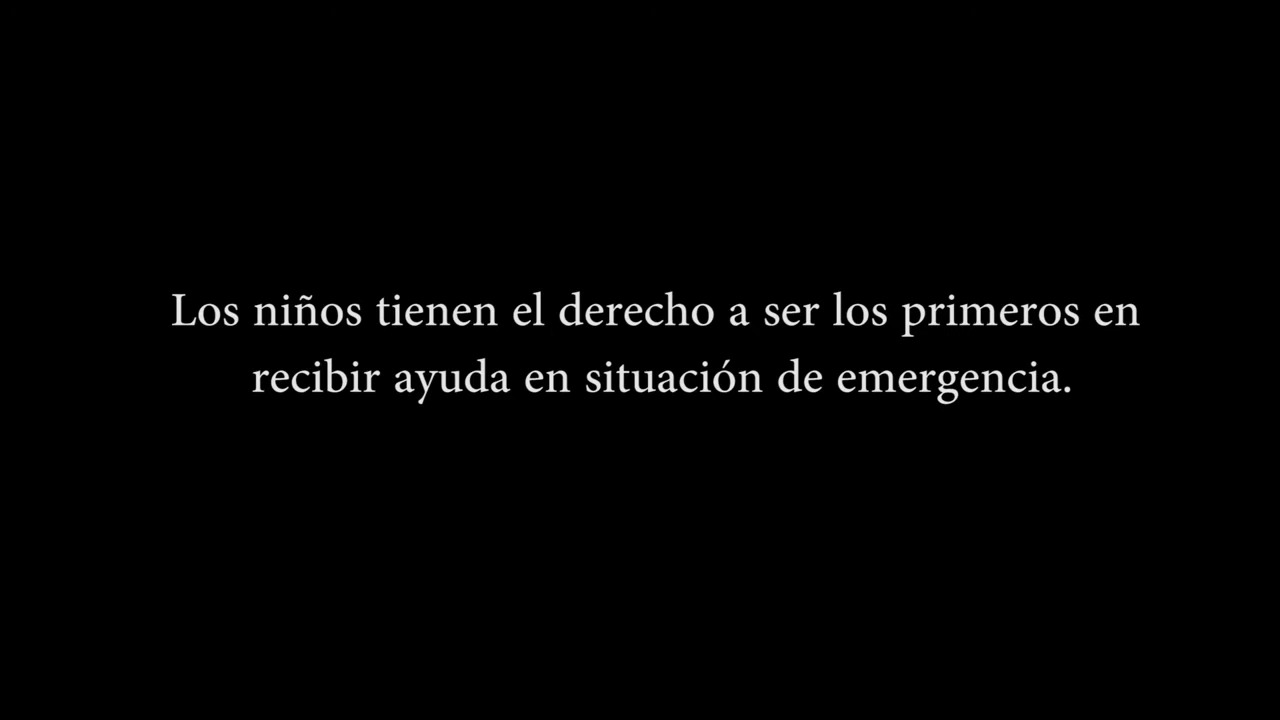 Los niños tienen el derecho a ser los primeros en
recibir ayuda en situación de emergencia.